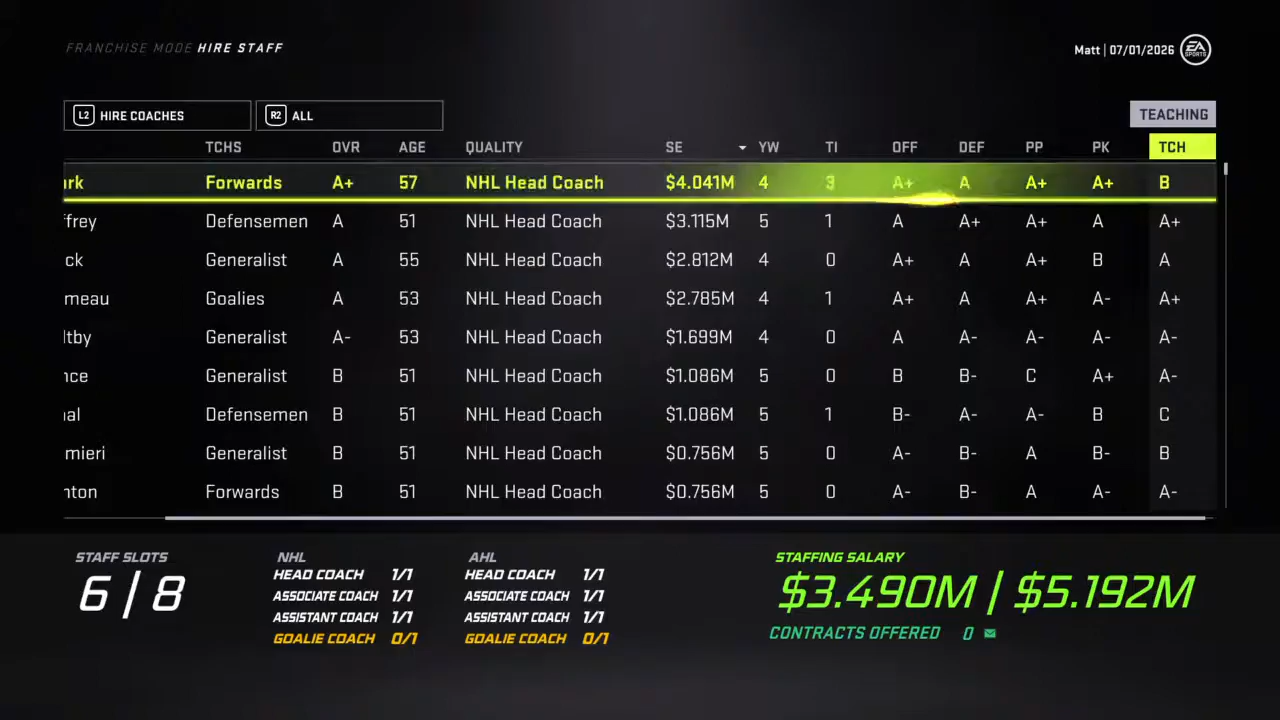 FRANCHISE MODE HIRE STAFF
Matt | 07/01/2026 EA SPORTS
L2 HIRE COACHES R2 ALL
TEACHING
TCHS OVR AGE QUALITY SE YW TI OFF DEF PP PK TCH
urk Forwards A+ 57 NHL Head Coach $4.041M 4 3 A+ A A+ A+ B
ffrey Defensemen A 51 NHL Head Coach $3.115M 5 1 A A+ A+ A A+
ck Generalist A 55 NHL Head Coach $2.812M 4 0 A+ A A+ B A
meau Goalies A 53 NHL Head Coach $2.785M 4 1 A+ A A+ A- A+
ltby Generalist A- 53 NHL Head Coach $1.699M 4 0 A A- A- A- A-
nce Generalist B 51 NHL Head Coach $1.086M 5 0 B B- C A+ A-
nal Defensemen B 51 NHL Head Coach $1.086M 5 1 B- A- A- B C
mieri Generalist B 51 NHL Head Coach $0.756M 5 0 A- B- A B- B
nton Forwards B 51 NHL Head Coach $0.756M 5 0 A- B- A A- A-
STAFF SLOTS
6 / 8
NHL
HEAD COACH 1/1
ASSOCIATE COACH 1/1
ASSISTANT COACH 1/1
GOALIE COACH 0/1
AHL
HEAD COACH 1/1
ASSOCIATE COACH 1/1
ASSISTANT COACH 1/1
GOALIE COACH 0/1
STAFFING SALARY
$3.490M / $5.192M
CONTRACTS OFFERED 0